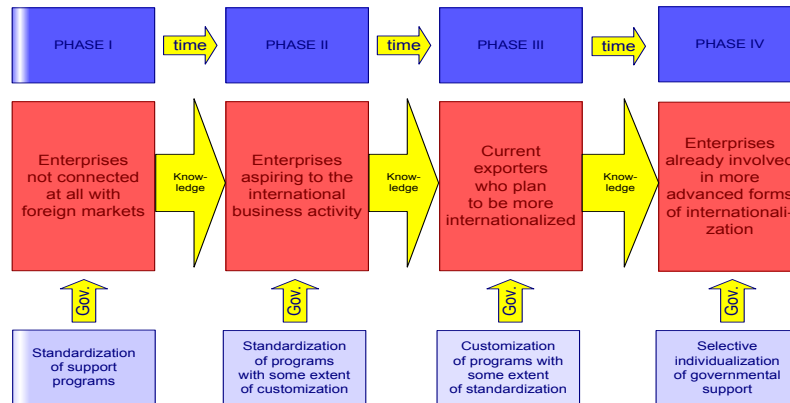 PHASE I
time
PHASE II
time
PHASE III
time
PHASE IV
Enterprises
not connected
at all with
foreign markets
Know-
ledge
Enterprises
aspiring to the
international
business activity
Know-
ledge
Current
exporters
who plan
to be more
internationalized
Know-
ledge
Enterprises
already involved
in more
advanced forms
of internationali-
zation
Gov.
Gov.
Gov.
Gov.
Standardization
of support
programs
Standardization
of programs
with some extent
of customization
Customization
of programs with
some extent
of standardization
Selective
individualization
of governmental
support